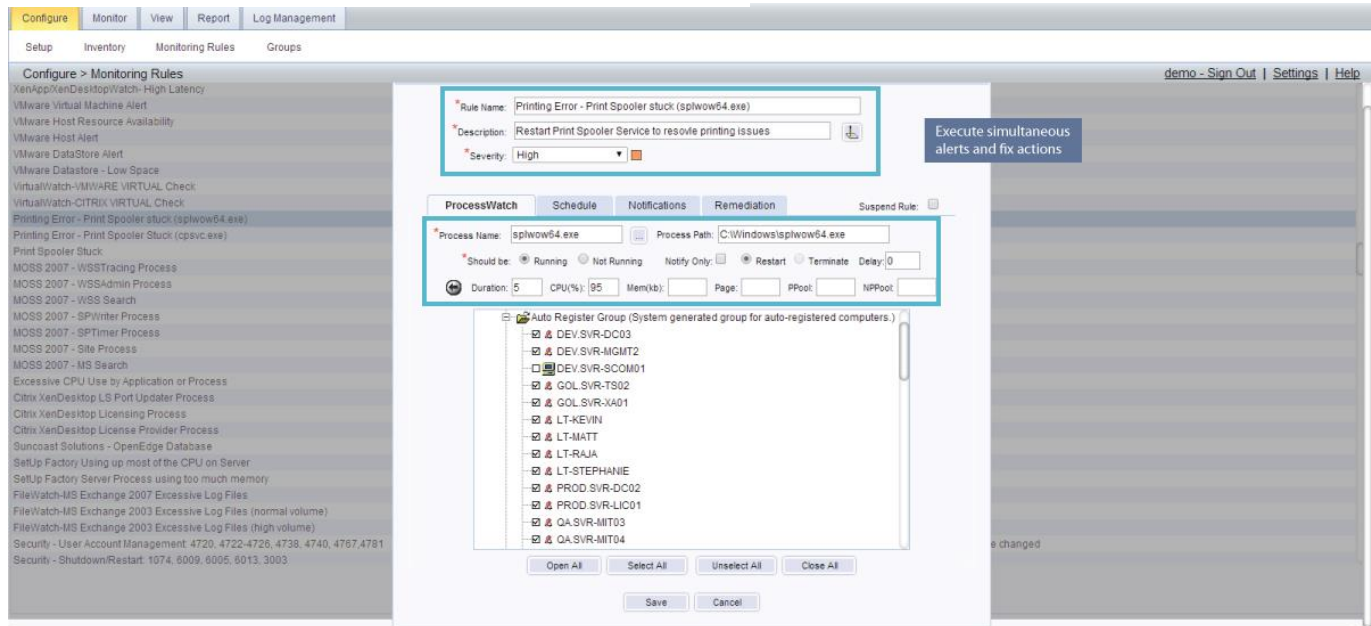 Configure Monitor View Report Log Management
Setup Inventory Monitoring Rules Groups
Configure > Monitoring Rules demo - Sign Out | Settings | Help
XenApp/XenDesktopWatch- High Latency
VMware Virtual Machine Alert
VMware Host Resource Availability
VMware Host Alert
VMware DataStore Alert
VMware Datastore - Low Space
VirtualWatch-VMWARE VIRTUAL Check
VirtualWatch-CITRIX VIRTUAL Check
Printing Error - Print Spooler stuck (splwow64.exe)
Printing Error - Print Spooler Stuck (cpsvc.exe)
Print Spooler Stuck
MOSS 2007 - WSSTracing Process
MOSS 2007 - WSSAdmin Process
MOSS 2007 - WSS Search
MOSS 2007 - SPWriter Process
MOSS 2007 - SPTimer Process
MOSS 2007 - Site Process
MOSS 2007 - MS Search
Excessive CPU Use by Application or Process
Citrix XenDesktop LS Port Updater Process
Citrix XenDesktop Licensing Process
Citrix XenDesktop License Provider Process
Suncoast Solutions - OpenEdge Database
SetUp Factory Using up most of the CPU on Server
SetUp Factory Server Process using too much memory
FileWatch-MS Exchange 2007 Excessive Log Files
FileWatch-MS Exchange 2003 Excessive Log Files (normal volume)
FileWatch-MS Exchange 2003 Excessive Log Files (high volume)
Security - User Account Management: 4720, 4722-4726, 4738, 4740, 4767,4781
Security - Shutdown/Restart: 1074, 6009, 6005, 6013, 3003
*Rule Name: Printing Error - Print Spooler stuck (splwow64.exe)
*Description: Restart Print Spooler Service to resovle printing issues
*Severity: High
Execute simultaneous
alerts and fix actions
ProcessWatch Schedule Notifications Remediation Suspend Rule:
*Process Name: splwow64.exe Process Path: C:\Windows\splwow64.exe
*Should be: Running Not Running Notify Only: Restart Terminate Delay: 0
Duration: 5 CPU(%): 95 Mem(kb): Page: PPool: NPPool:
Auto Register Group (System generated group for auto-registered computers.)
DEV.SVR-DC03
DEV.SVR-MGMT2
DEV.SVR-SCOM01
GOL.SVR-TS02
GOL.SVR-XA01
LT-KEVIN
LT-MATT
LT-RAJA
LT-STEPHANIE
PROD.SVR-DC02
PROD.SVR-LIC01
QA.SVR-MIT03
QA.SVR-MIT04
e changed
Open All Select All Unselect All Close All
Save Cancel